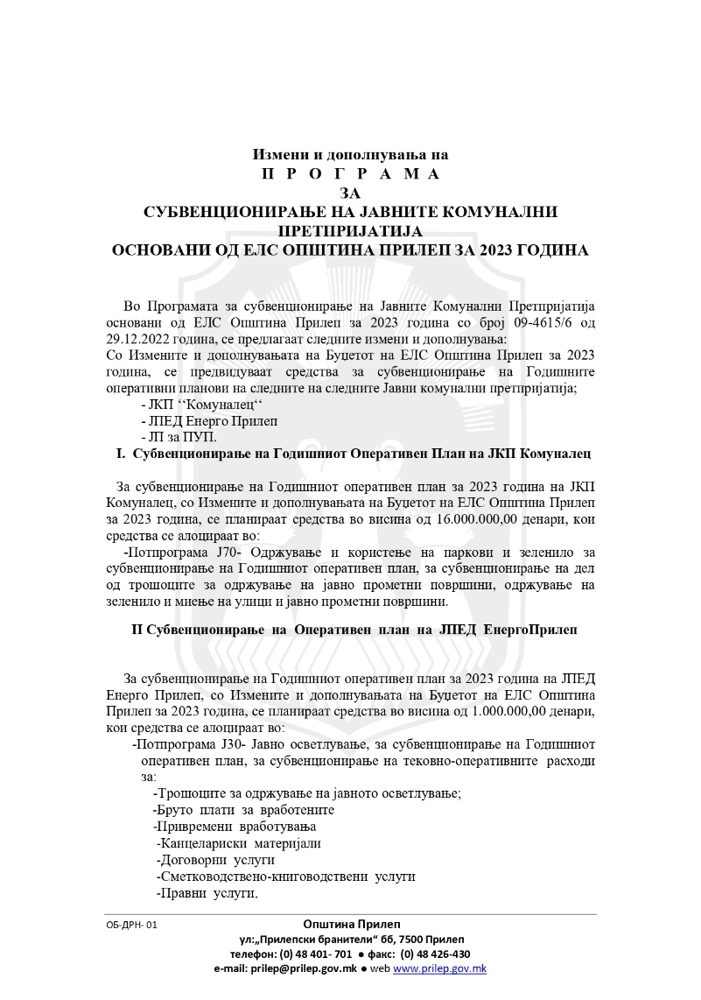 Измени и дополнувања на
П Р О Г Р А М А
ЗА
СУБВЕНЦИОНИРАЊЕ НА ЈАВНИТЕ КОМУНАЛНИ
ПРЕТПРИЈАТИЈА
ОСНОВАНИ ОД ЕЛС ОПШТИНА ПРИЛЕП ЗА 2023 ГОДИНА
Во Програмата за субвенционирање на Јавните Комунални Претпријатија
основани од ЕЛС Општина Прилеп за 2023 година со број 09-4615/6 од
29.12.2022 година, се предлагаат следните измени и дополнувања:
Со Измените и дополнувањата на Буџетот на ЕЛС Општина Прилеп за 2023
година, се предвидуваат средства за субвенционирање на Годишните
оперативни планови на следните на следните Јавни комунални претпријатија;
- ЈКП ‘‘Комуналец‘‘
- ЈПЕД Енерго Прилеп
- ЈП за ПУП.
I. Субвенционирање на Годишниот Оперативен План на ЈКП Комуналец
За субвенционирање на Годишниот оперативен план за 2023 година на ЈКП
Комуналец, со Измените и дополнувањата на Буџетот на ЕЛС Општина Прилеп
за 2023 година, се планираат средства во висина од 16.000.000,00 денари, кои
средства се алоцираат во:
-Потпрограма Ј70- Одржување и користење на паркови и зеленило за
субвенционирање на Годишниот оперативен план, за субвенционирање на дел
од трошоците за одржување на јавно прометни површини, одржување на
зеленило и миење на улици и јавно прометни површини.
II Субвенционирање на Оперативен план на ЈПЕД ЕнергоПрилеп
За субвенционирање на Годишниот оперативен план за 2023 година на ЈПЕД
Енерго Прилеп, со Измените и дополнувањата на Буџетот на ЕЛС Општина
Прилеп за 2023 година, се планираат средства во висина од 1.000.000,00 денари,
кои средства се алоцираат во:
-Потпрограма Ј30- Јавно осветлување, за субвенционирање на Годишниот
оперативен план, за субвенционирање на тековно-оперативните расходи
за:
-Трошоците за одржување на јавното осветлување;
-Бруто плати за вработените
-Привремени вработувања
-Канцелариски материјали
-Договорни услуги
-Сметководствено-книговодствени услуги
-Правни услуги.
ОБ-ДРН- 01 Општина Прилеп
ул:„Прилепски бранители“ бб, 7500 Прилеп
телефон: (0) 48 401- 701 ● факс: (0) 48 426-430
e-mail: prilep@prilep.gov.mk ● web www.prilep.gov.mk